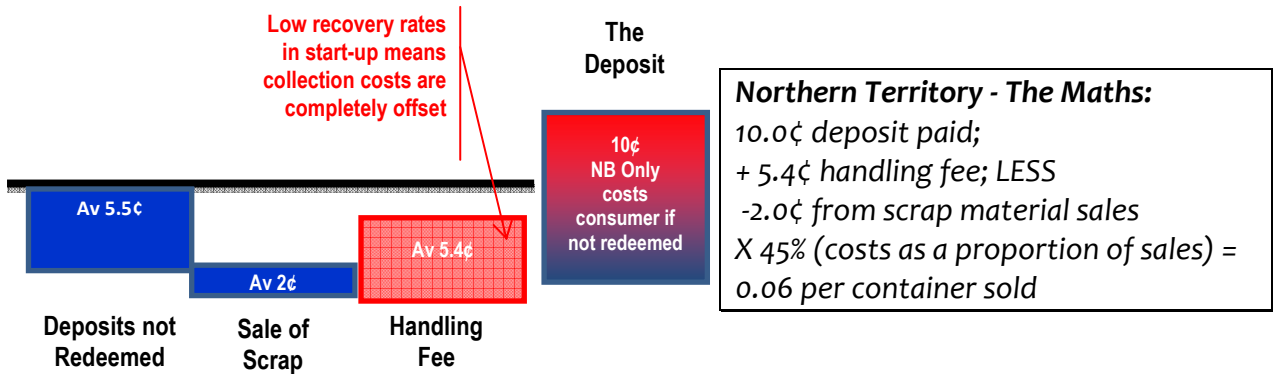 Low recovery rates
in start-up means
collection costs are
completely offset
The
Deposit
10¢
NB Only
costs
consumer if
not redeemed
Av 5.5¢
Av 2¢
Av 5.4¢
Deposits not
Redeemed
Sale of
Scrap
Handling
Fee
Northern Territory - The Maths:
10.0¢ deposit paid;
+ 5.4¢ handling fee; LESS
-2.0¢ from scrap material sales
X 45% (costs as a proportion of sales) =
0.06 per container sold